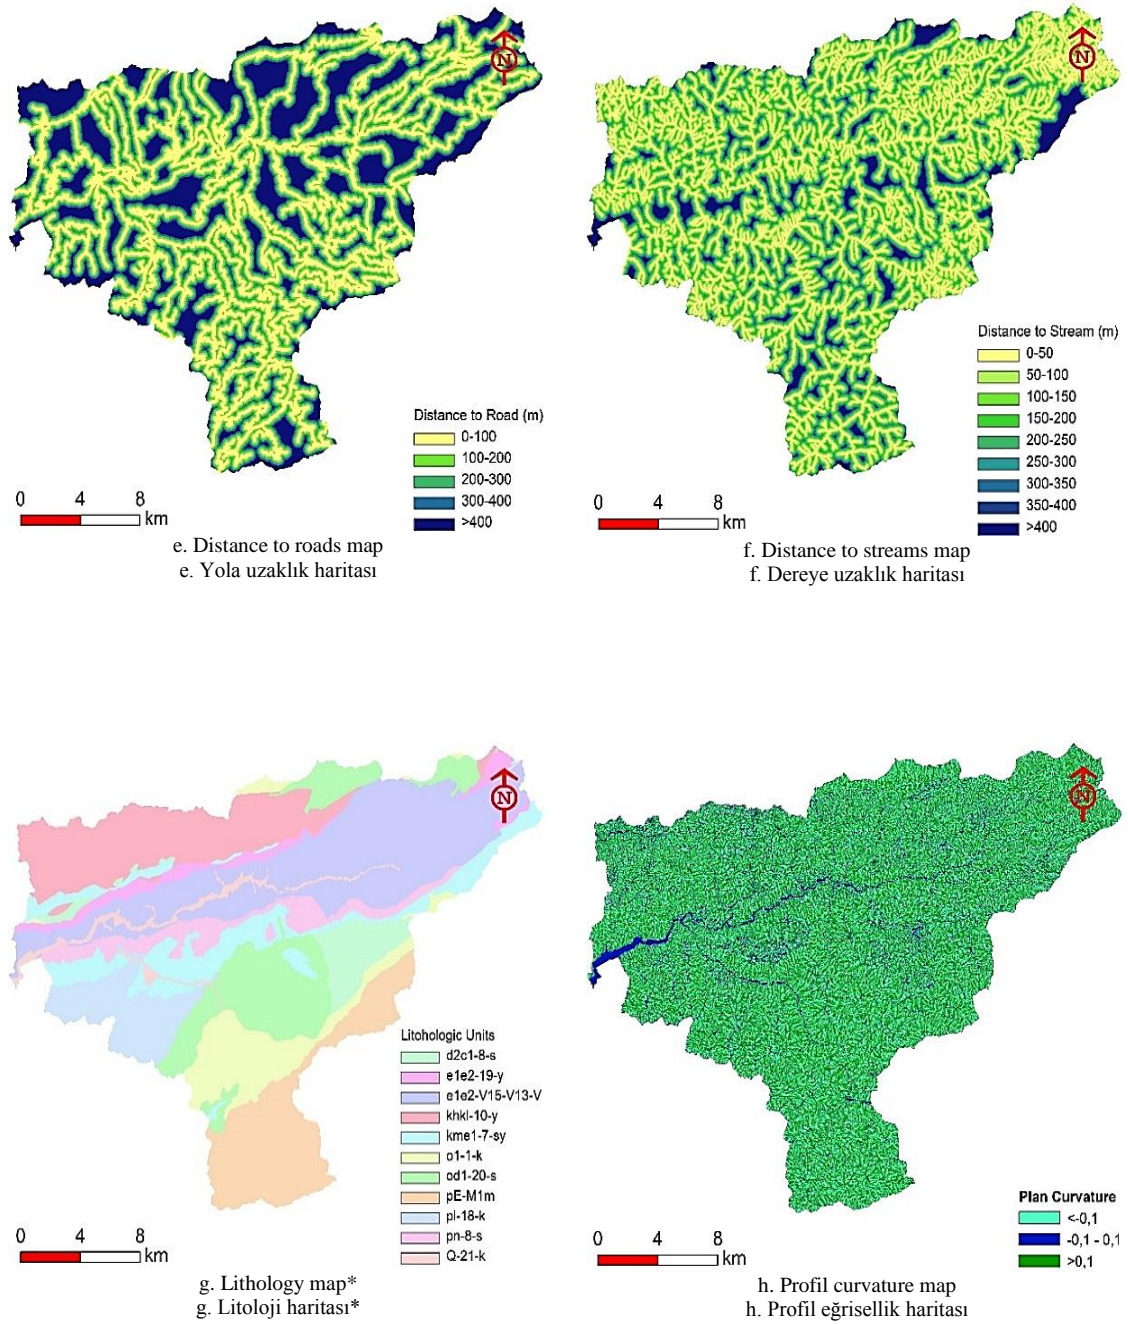 N
Distance to Road (m)
0-100
100-200
200-300
300-400
>400
0 4 8
km
e. Distance to roads map
e. Yola uzaklık haritası
N
Distance to Stream (m)
0-50
50-100
100-150
150-200
200-250
250-300
300-350
350-400
>400
0 4 8
km
f. Distance to streams map
f. Dereye uzaklık haritası
N
Litohologic Units
d2c1-8-s
e1e2-19-y
e1e2-V15-V13-V
khkl-10-y
kme1-7-sy
o1-1-k
od1-20-s
pE-M1m
pl-18-k
pn-8-s
Q-21-k
0 4 8
km
g. Lithology map*
g. Litoloji haritası*
N
Plan Curvature
<-0,1
-0,1 - 0,1
>0,1
0 4 8
km
h. Profil curvature map
h. Profil eğrisellik haritası